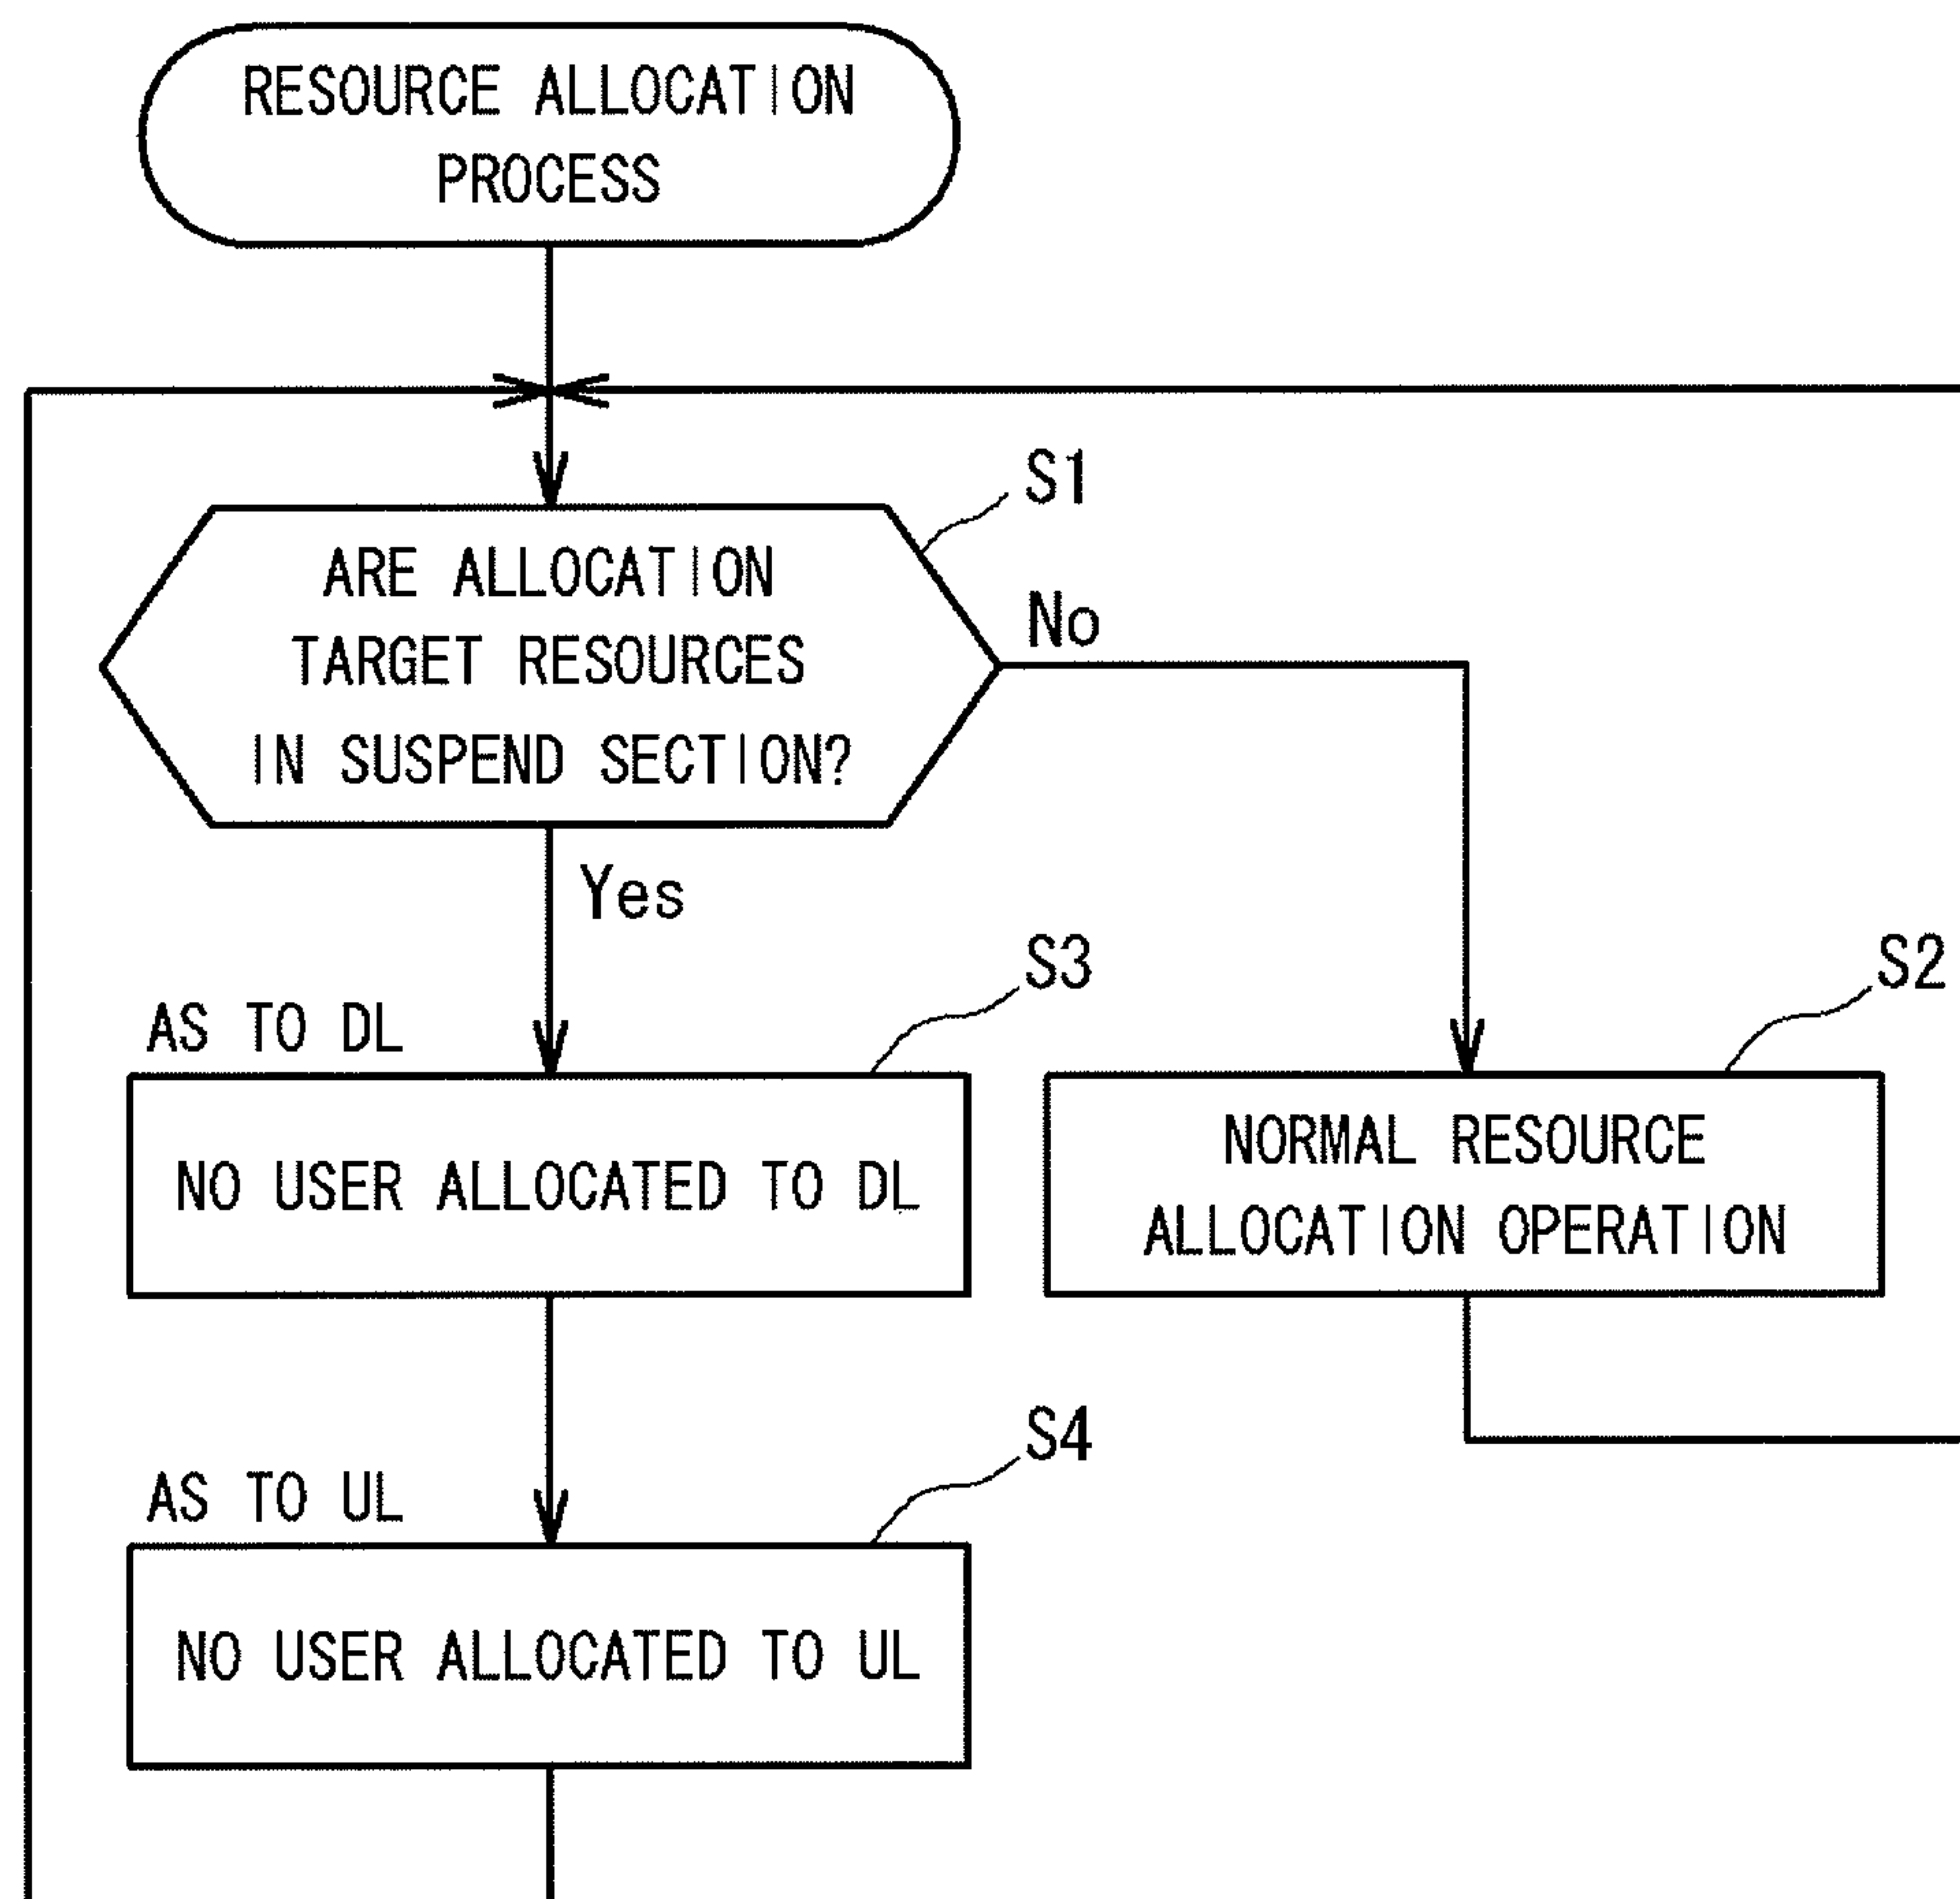 RESOURCE ALLOCATION
PROCESS
S1
ARE ALLOCATION
TARGET RESOURCES
IN SUSPEND SECTION?
No
Yes
S3
S2
AS TO DL
NO USER ALLOCATED TO DL
NORMAL RESOURCE
ALLOCATION OPERATION
S4
AS TO UL
NO USER ALLOCATED TO UL